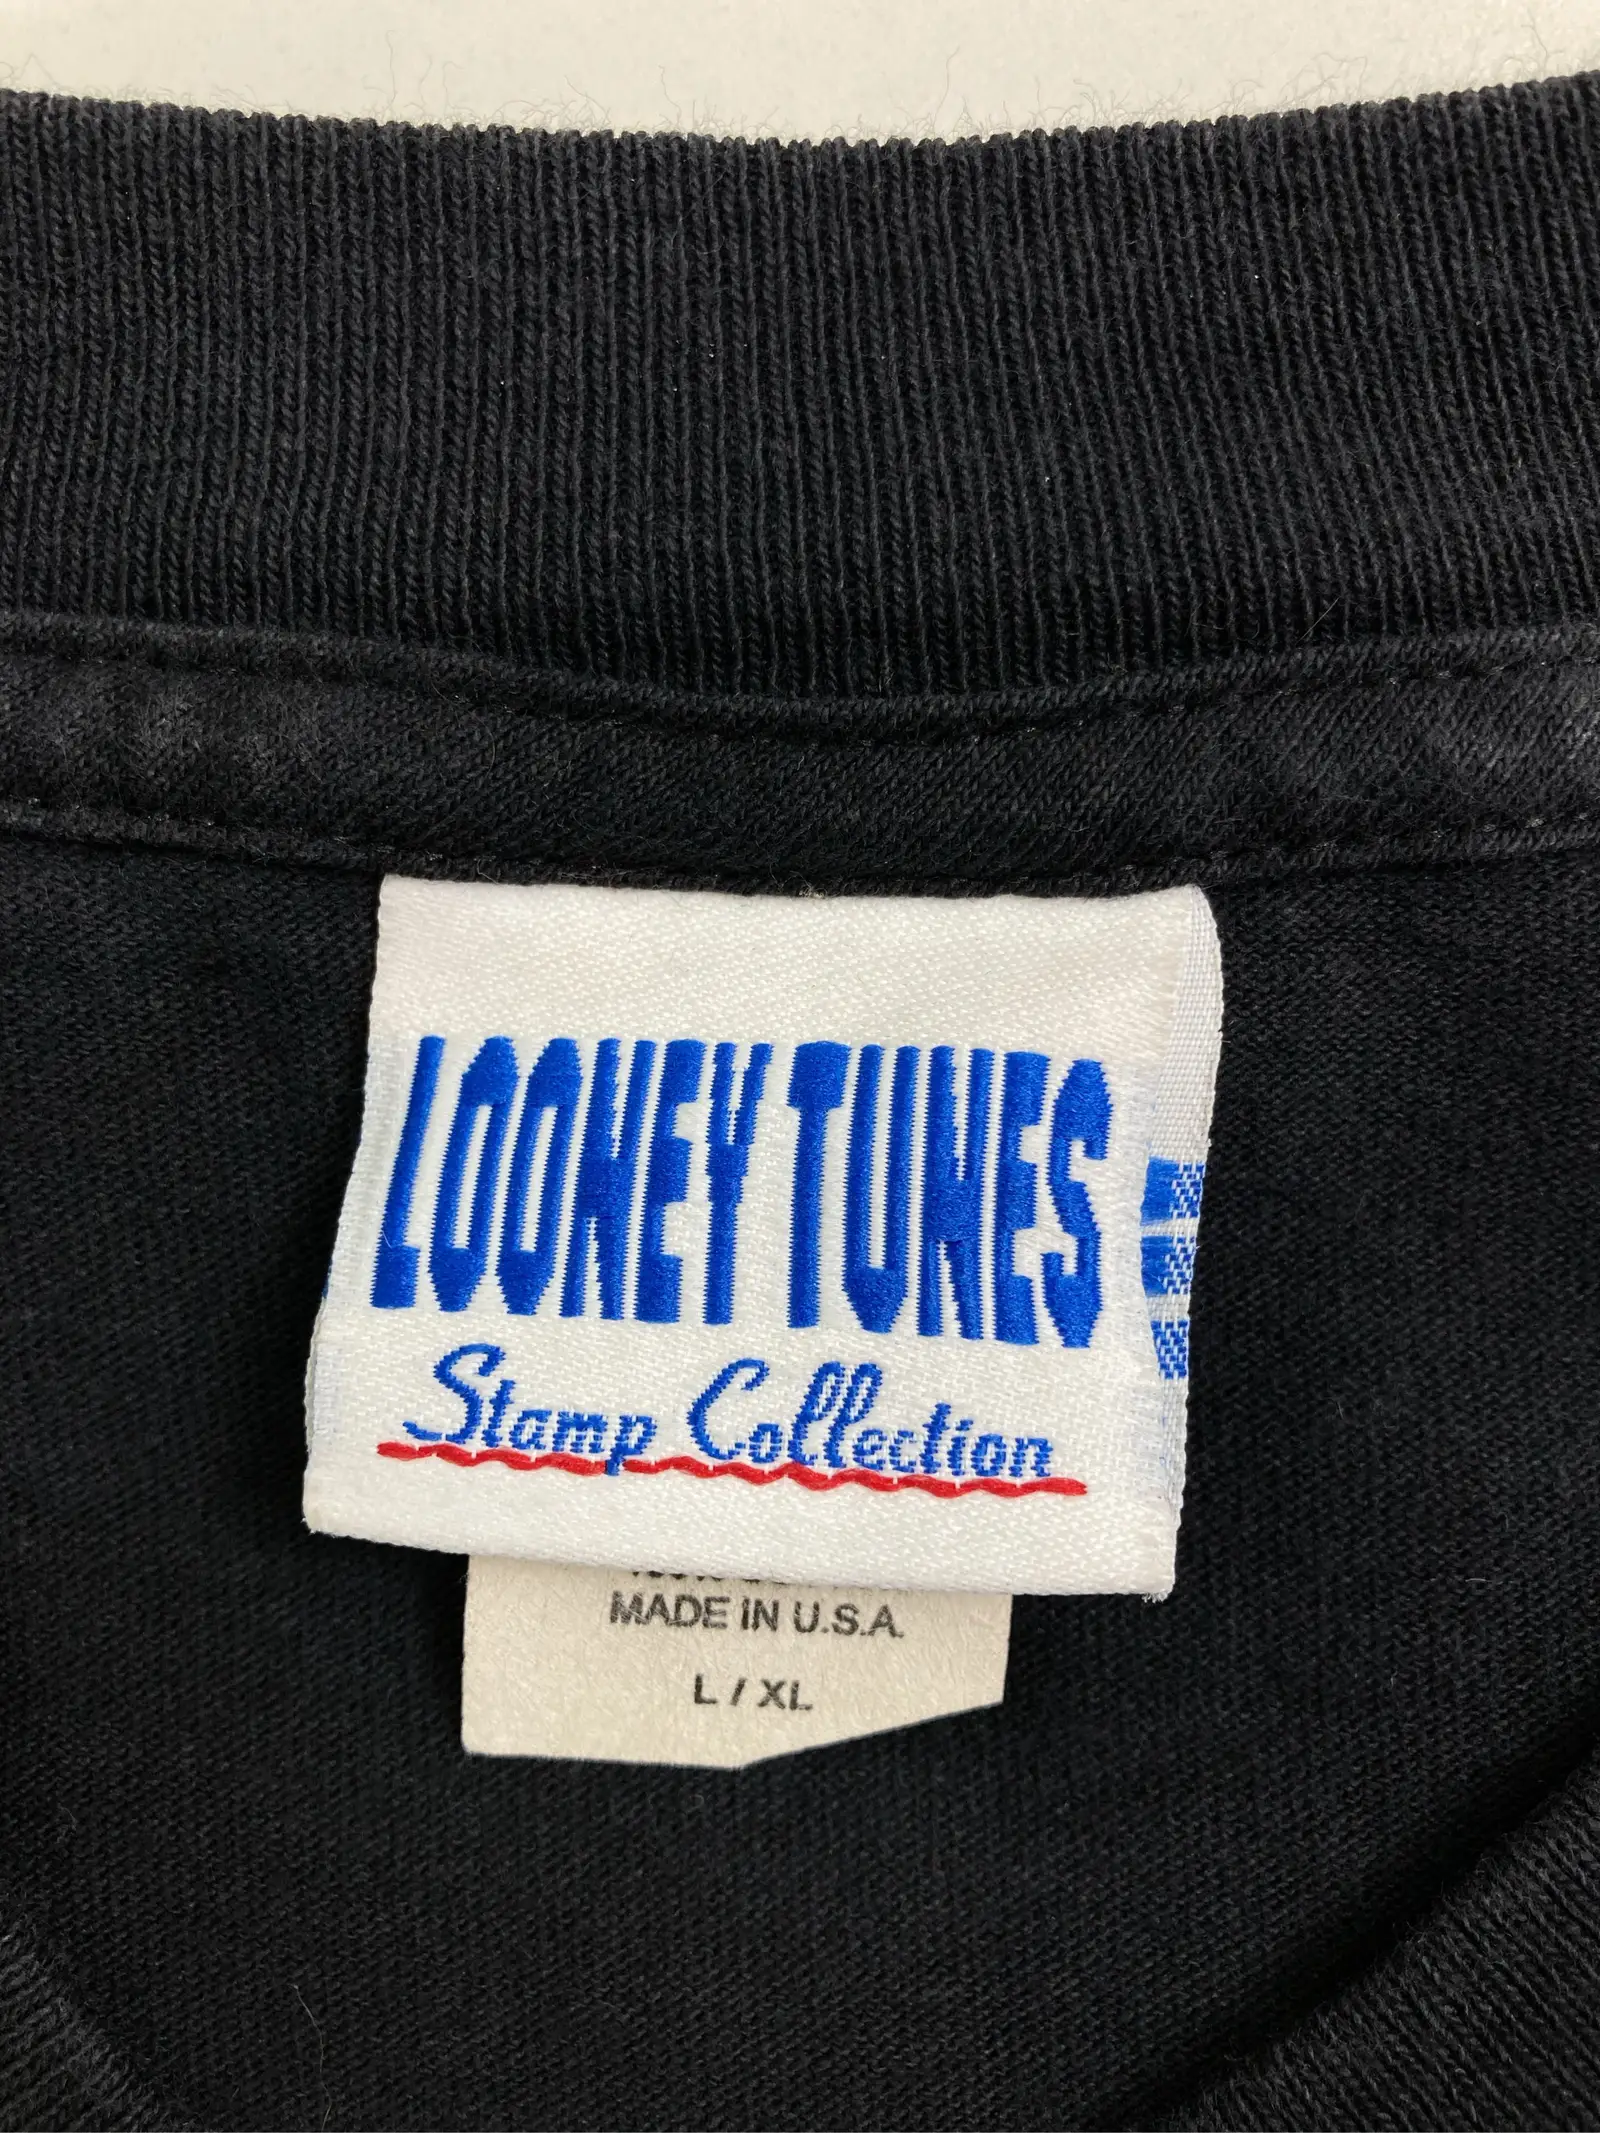 LOONEY TUNES
Stamp Collection
MADE IN U.S.A.
L / XL